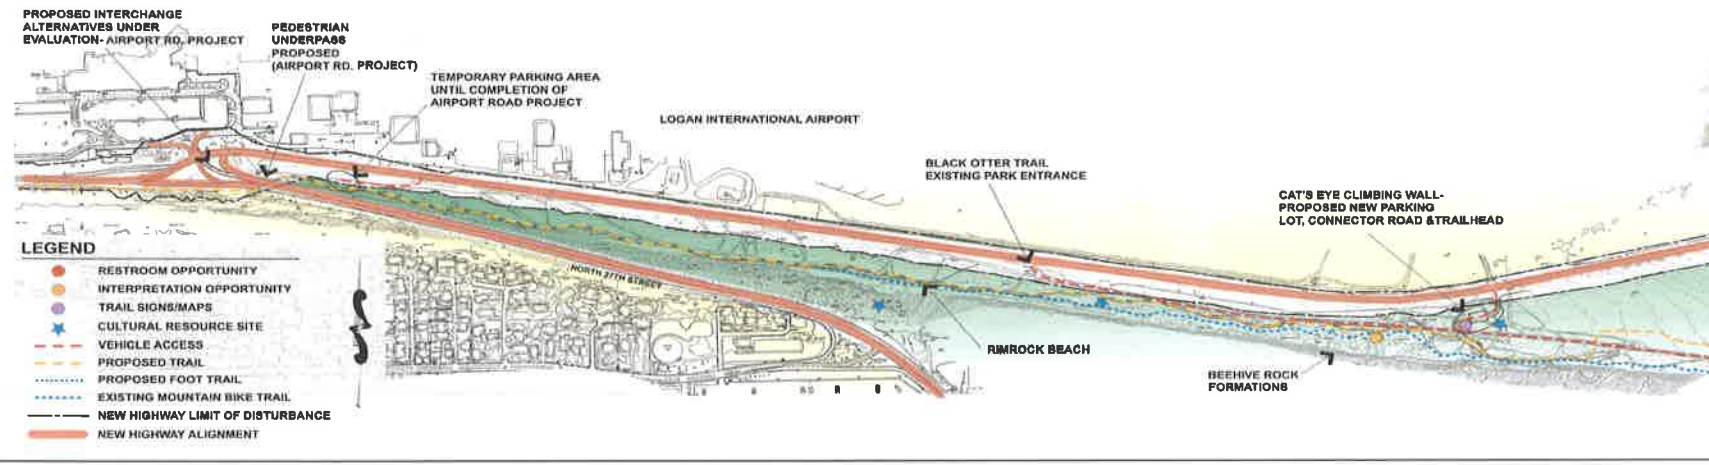 PROPOSED INTERCHANGE
ALTERNATIVES UNDER
EVALUATION- AIRPORT RD. PROJECT
PEDESTRIAN
UNDERPASS
PROPOSED
(AIRPORT RD. PROJECT)
TEMPORARY PARKING AREA
UNTIL COMPLETION OF
AIRPORT ROAD PROJECT
LOGAN INTERNATIONAL AIRPORT
BLACK OTTER TRAIL
EXISTING PARK ENTRANCE
CAT'S EYE CLIMBING WALL-
PROPOSED NEW PARKING
LOT, CONNECTOR ROAD &TRAILHEAD
NORTH 27TH STREET
RIMROCK BEACH
BEEHIVE ROCK
FORMATIONS
LEGEND
RESTROOM OPPORTUNITY
INTERPRETATION OPPORTUNITY
TRAIL SIGNS/MAPS
CULTURAL RESOURCE SITE
VEHICLE ACCESS
PROPOSED TRAIL
PROPOSED FOOT TRAIL
EXISTING MOUNTAIN BIKE TRAIL
NEW HIGHWAY LIMIT OF DISTURBANCE
NEW HIGHWAY ALIGNMENT